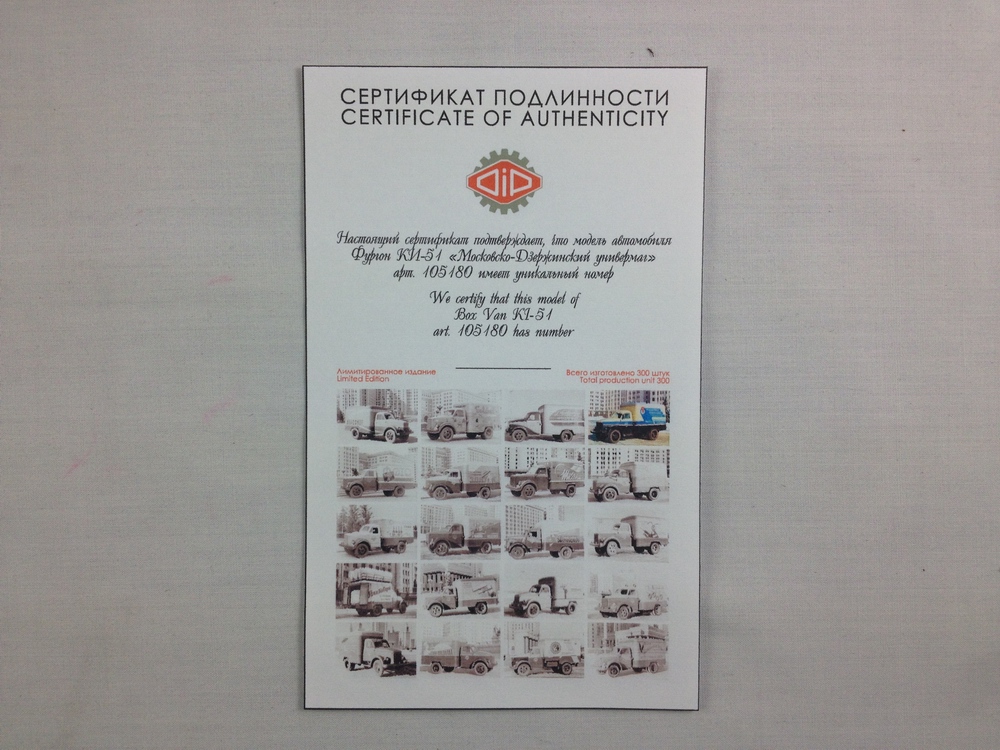 СЕРТИФИКАТ ПОДЛИННОСТИ
CERTIFICATE OF AUTHENTICITY
DiP
Настоящий сертификат подтверждает, что модель автомобиля
Фургон КИ-51 «Московско-Дзержинский универмаг»
арт. 105180 имеет уникальный номер
We certify that this model of
Box Van KI-51
art. 105180 has number
Лимитированное издание
Limited Edition
Всего изготовлено 300 штук
Total production unit 300